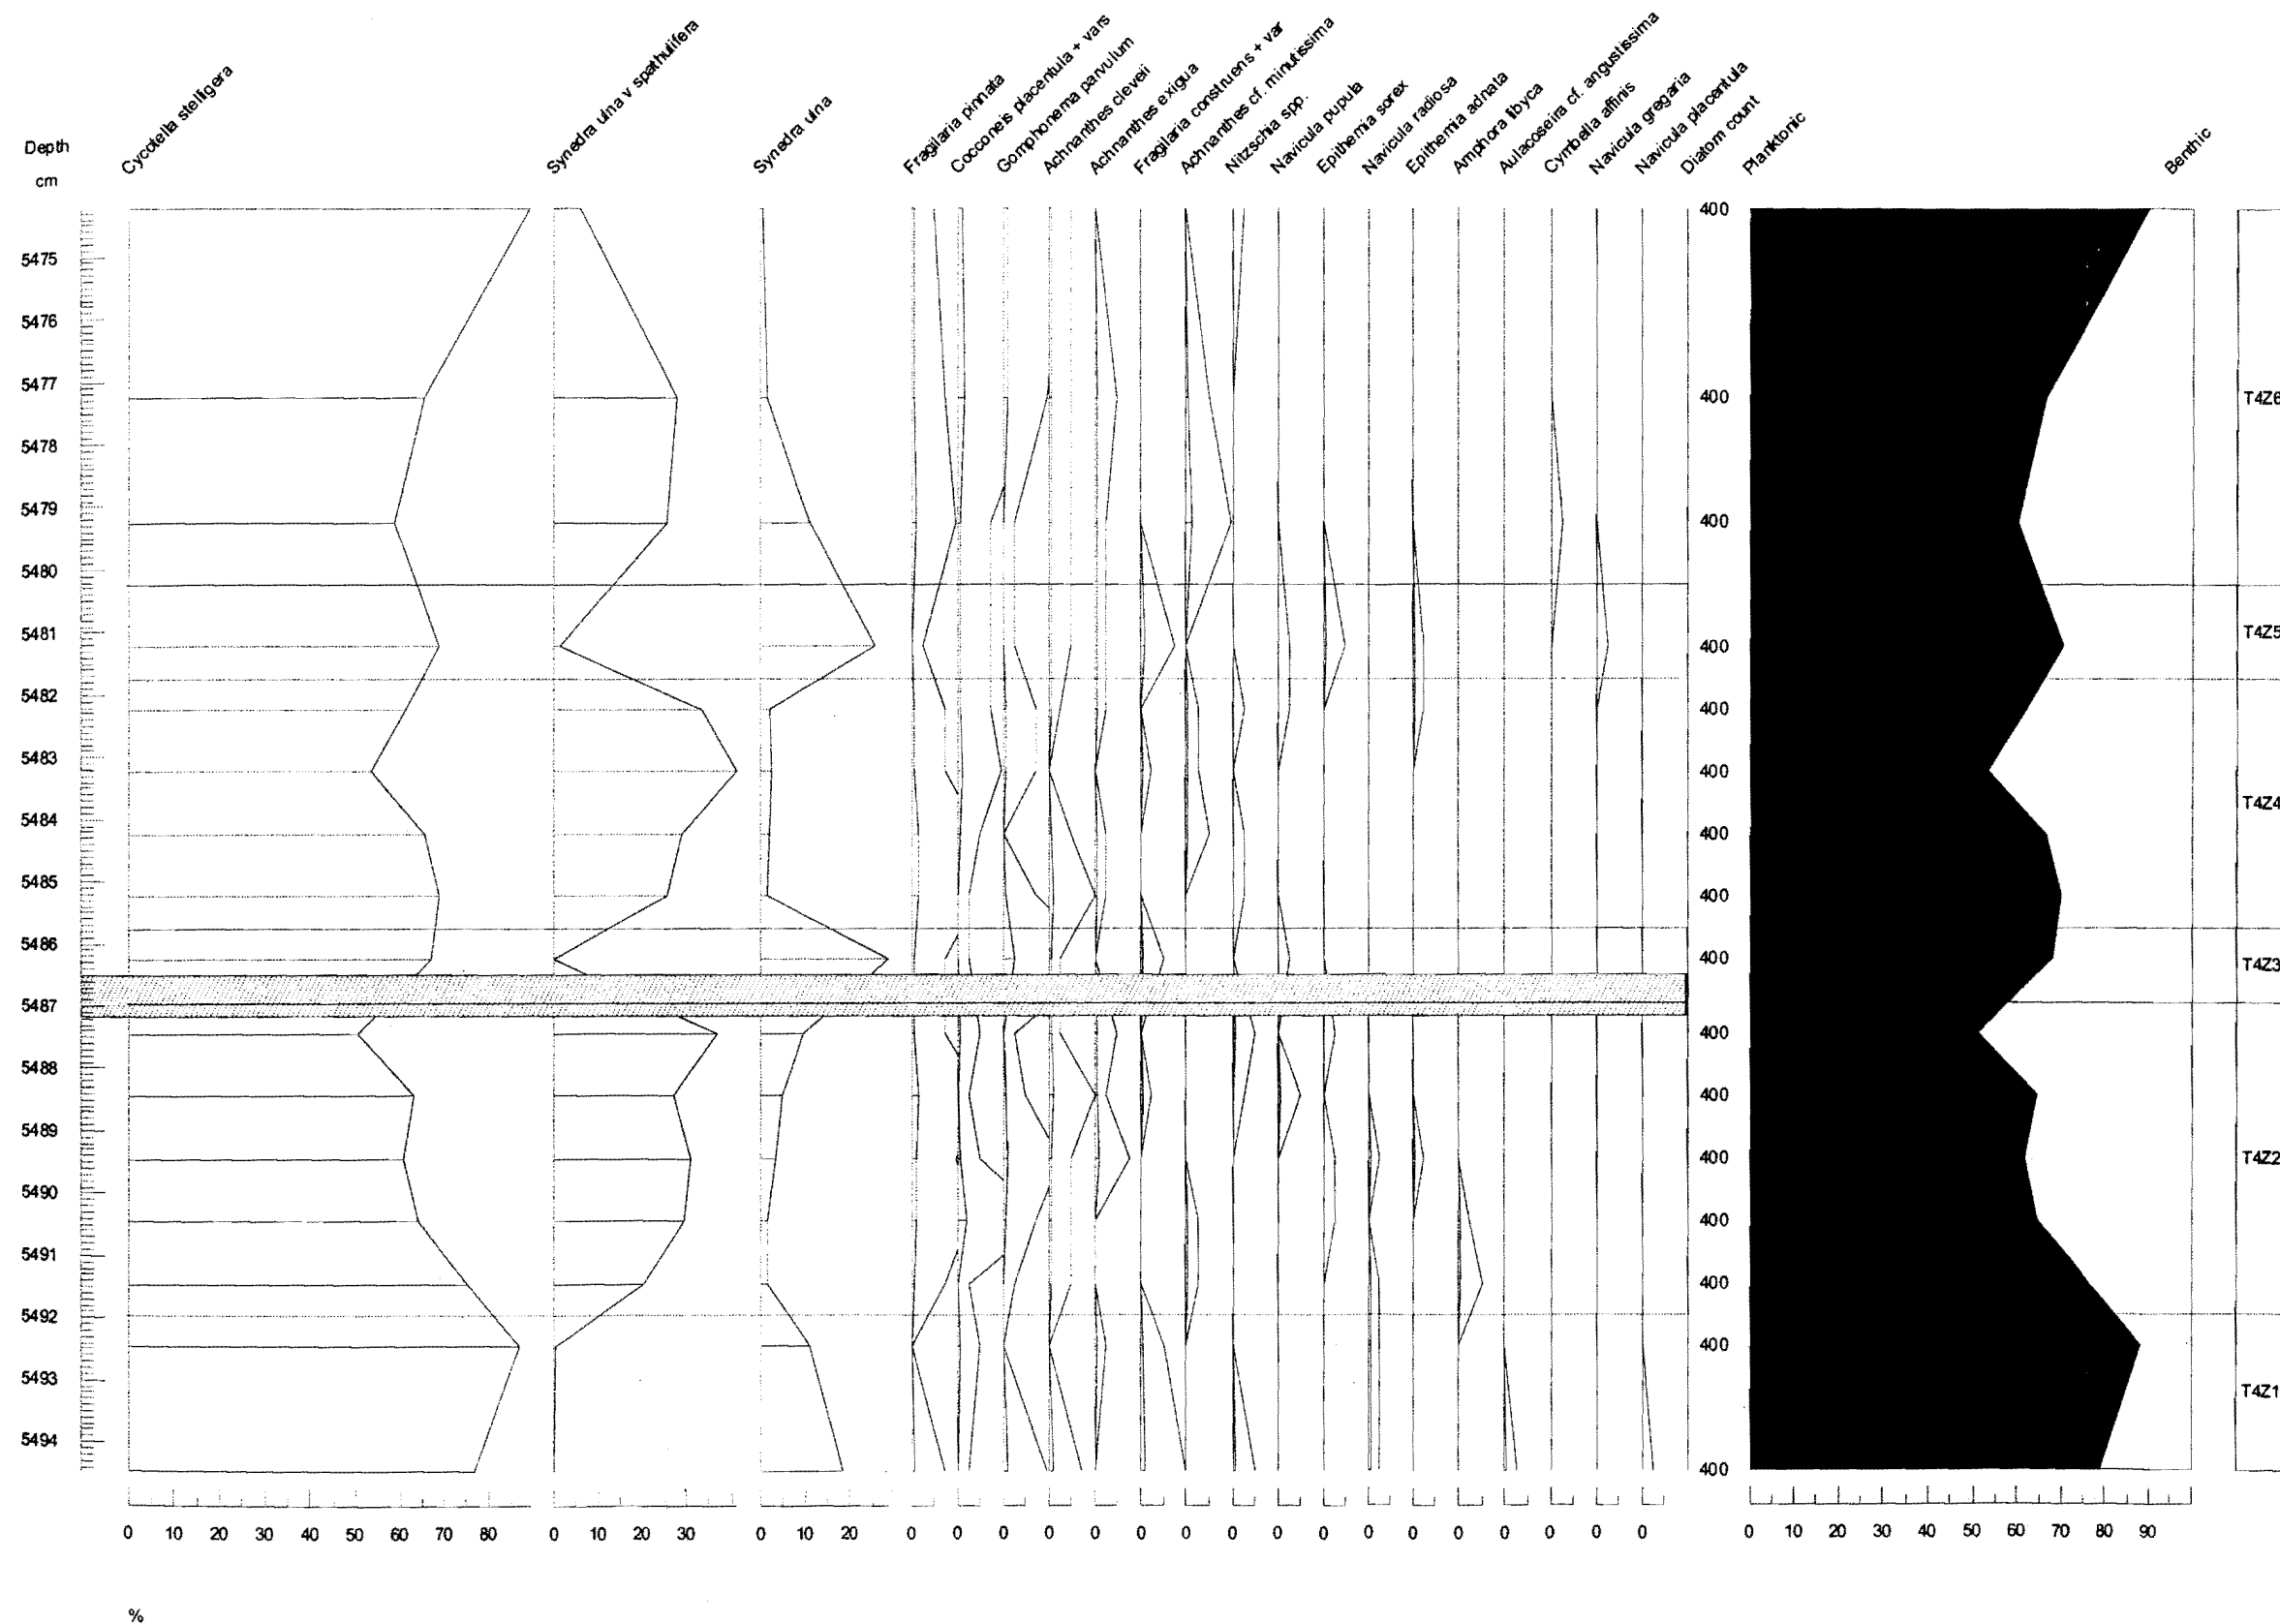 Depth
cm
Cycotella stelligera
Synedra ulna v spathulifera
Synedra ulna
Fragilaria pinnata
Cocconeis placentula + vars
Gomphonema parvulum
Achnanthes cleveii
Achnanthes exigua
Fragilaria construens + var
Achnanthes cf. minutissima
Nitzschia spp.
Navicula pupula
Epithemia sorex
Navicula radiosa
Epithemia adnata
Amphora libyca
Aulacoseira cf. angustissima
Cymbella affinis
Navicula gregaria
Navicula placentula
Diatom count
Planktonic
Benthic
400
5475
5476
5477
400
T4Z6
5478
5479
400
5480
5481
400
T4Z5
5482
400
5483
400
T4Z4
5484
400
5485
400
5486
400
T4Z3
5487
400
5488
400
5489
400
T4Z2
5490
400
5491
400
5492
400
5493
T4Z1
5494
400
0 10 20 30 40 50 60 70 80
0 10 20 30
0 10 20
0 0 0 0 0 0 0 0 0 0 0 0 0 0 0 0 0
0 10 20 30 40 50 60 70 80 90
%